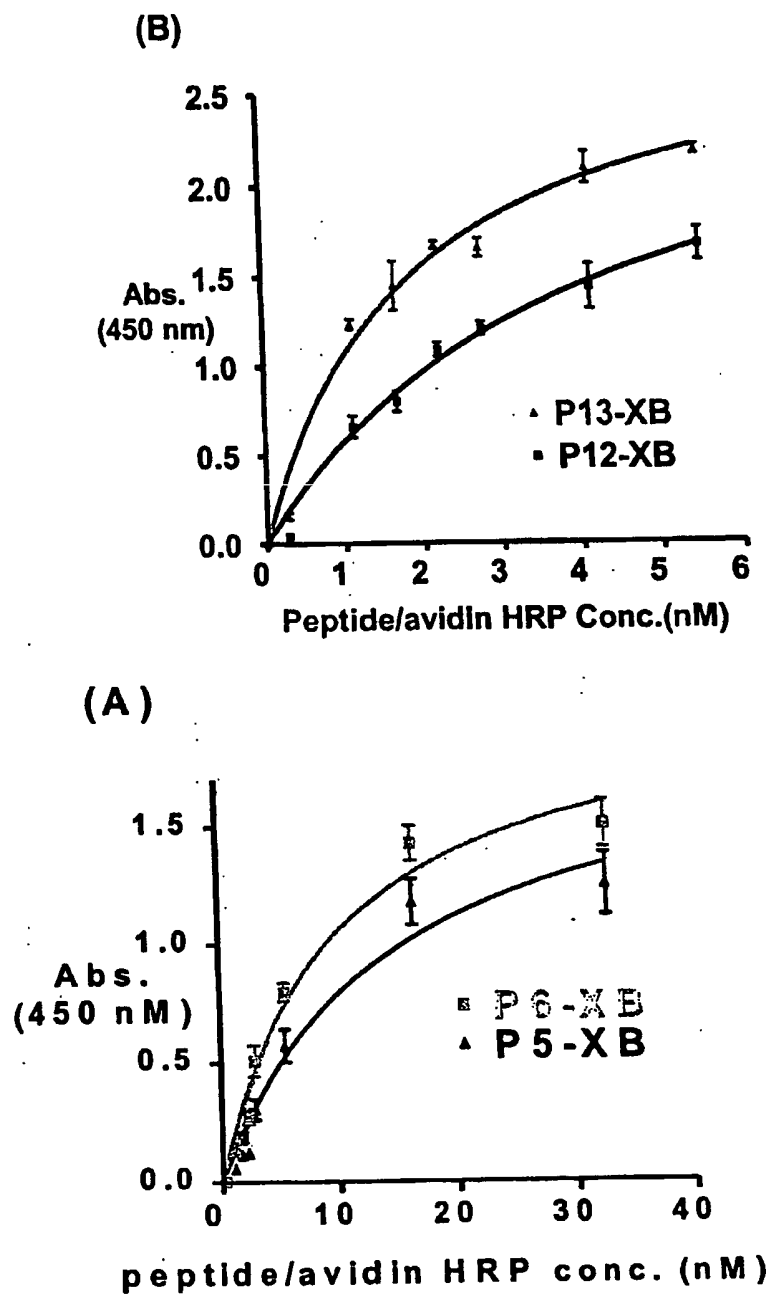 (B)
2.5
2.0
1.5
Abs.
(450 nm)
1.0
0.5
0.0
P13-XB
P12-XB
0 1 2 3 4 5 6
Peptide/avidin HRP Conc.(nM)
(A)
1.5
1.0
Abs.
(450 nM)
0.5
0.0
P6-XB
P5-XB
0 10 20 30 40
peptide/avidin HRP conc. (nM)